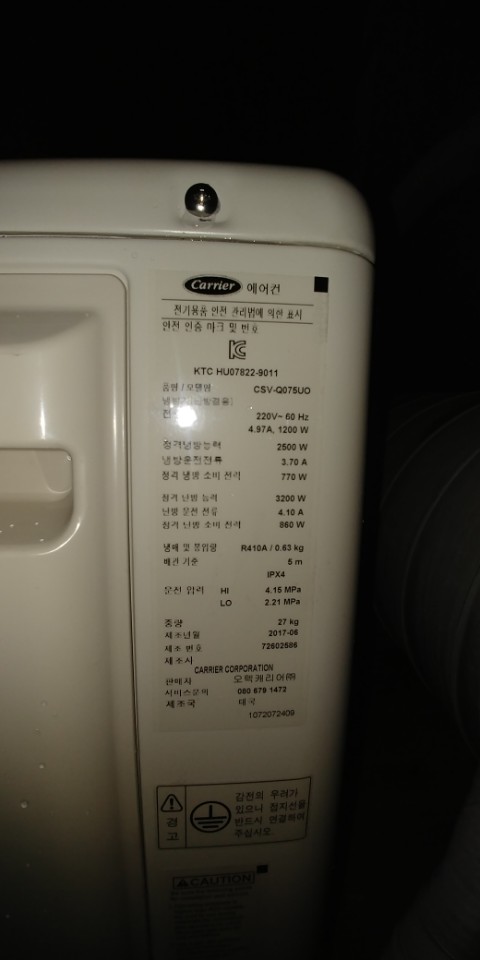 Carrier 에어컨
전기용품 안전 관리법에 의한 표시
안전 인증 마크 및 번호
KTC HU07822-9011
품명 / 모델명 CSV-Q075UO
220V~ 60 Hz
4.97A, 1200 W
정격냉방능력 2500 W
냉방운전전류 3.70 A
정격 냉방 소비 전력 770 W
정격 난방 능력 3200 W
난방 운전 전류 4.10 A
정격 난방 소비 전력 860 W
냉매 및 봉입량 R410A / 0.63 kg
배관 기준 5 m
IPX4
운전 압력 HI 4.15 MPa
LO 2.21 MPa
중량 27 kg
제조년월 2017-06
제조 번호 72602586
제조사
CARRIER CORPORATION
판매자 오텍캐리어㈜
서비스문의 080 679 1472
제조국 태국
1072072409
경고
감전의 우려가
있으니 접지선을
반드시 연결하여
주십시오.
CAUTION